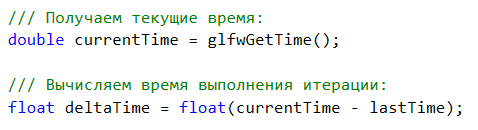 /// Получаем текущие время:
double currentTime = glfwGetTime();
/// Вычисляем время выполнения итерации:
float deltaTime = float(currentTime - lastTime);